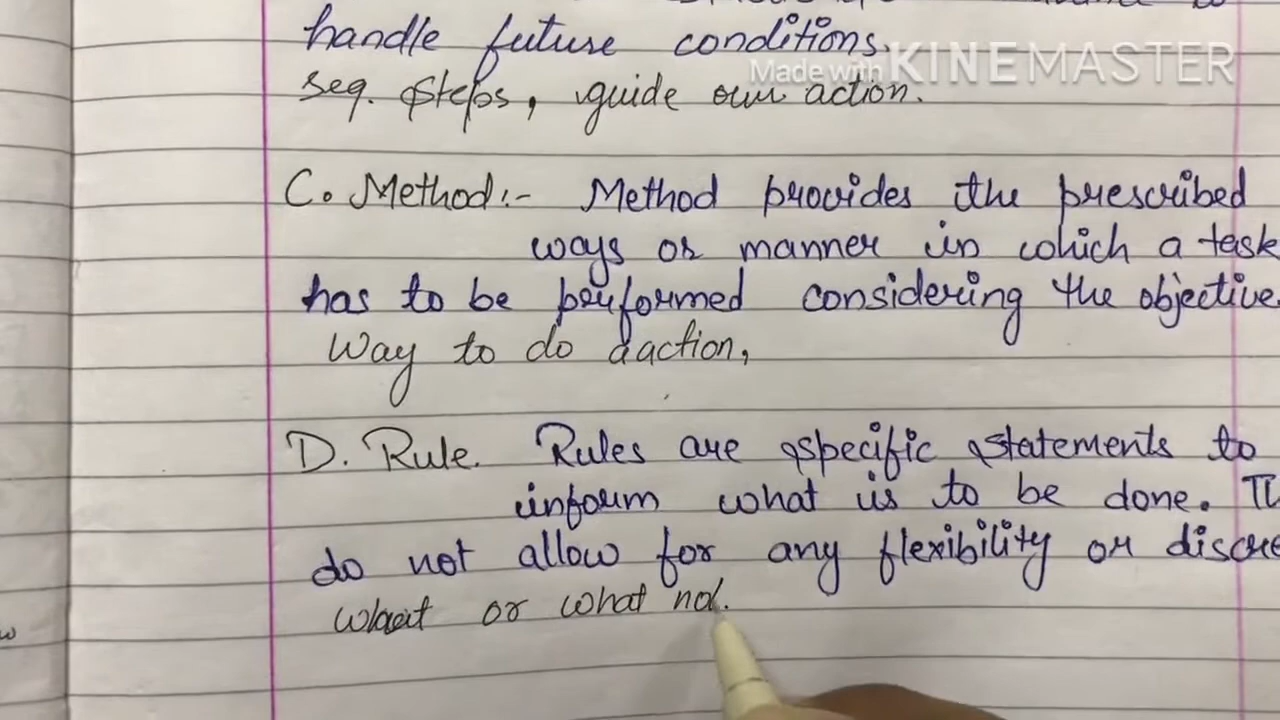 handle future conditions.
Made with KINEMASTER
seq. steps, guide our action.
C. Method:- Method provides the prescribed
ways or manner in which a task
has to be performed considering the objective.
Way to do action,
D. Rule. Rules are specific statements to
inform what is to be done.
do not allow for any flexibility or
what or what not.